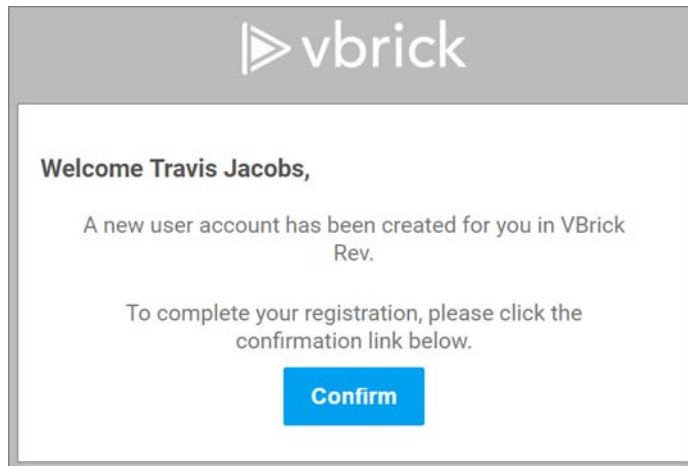 vbrick
Welcome Travis Jacobs,
A new user account has been created for you in VBrick
Rev.
To complete your registration, please click the
confirmation link below.
Confirm